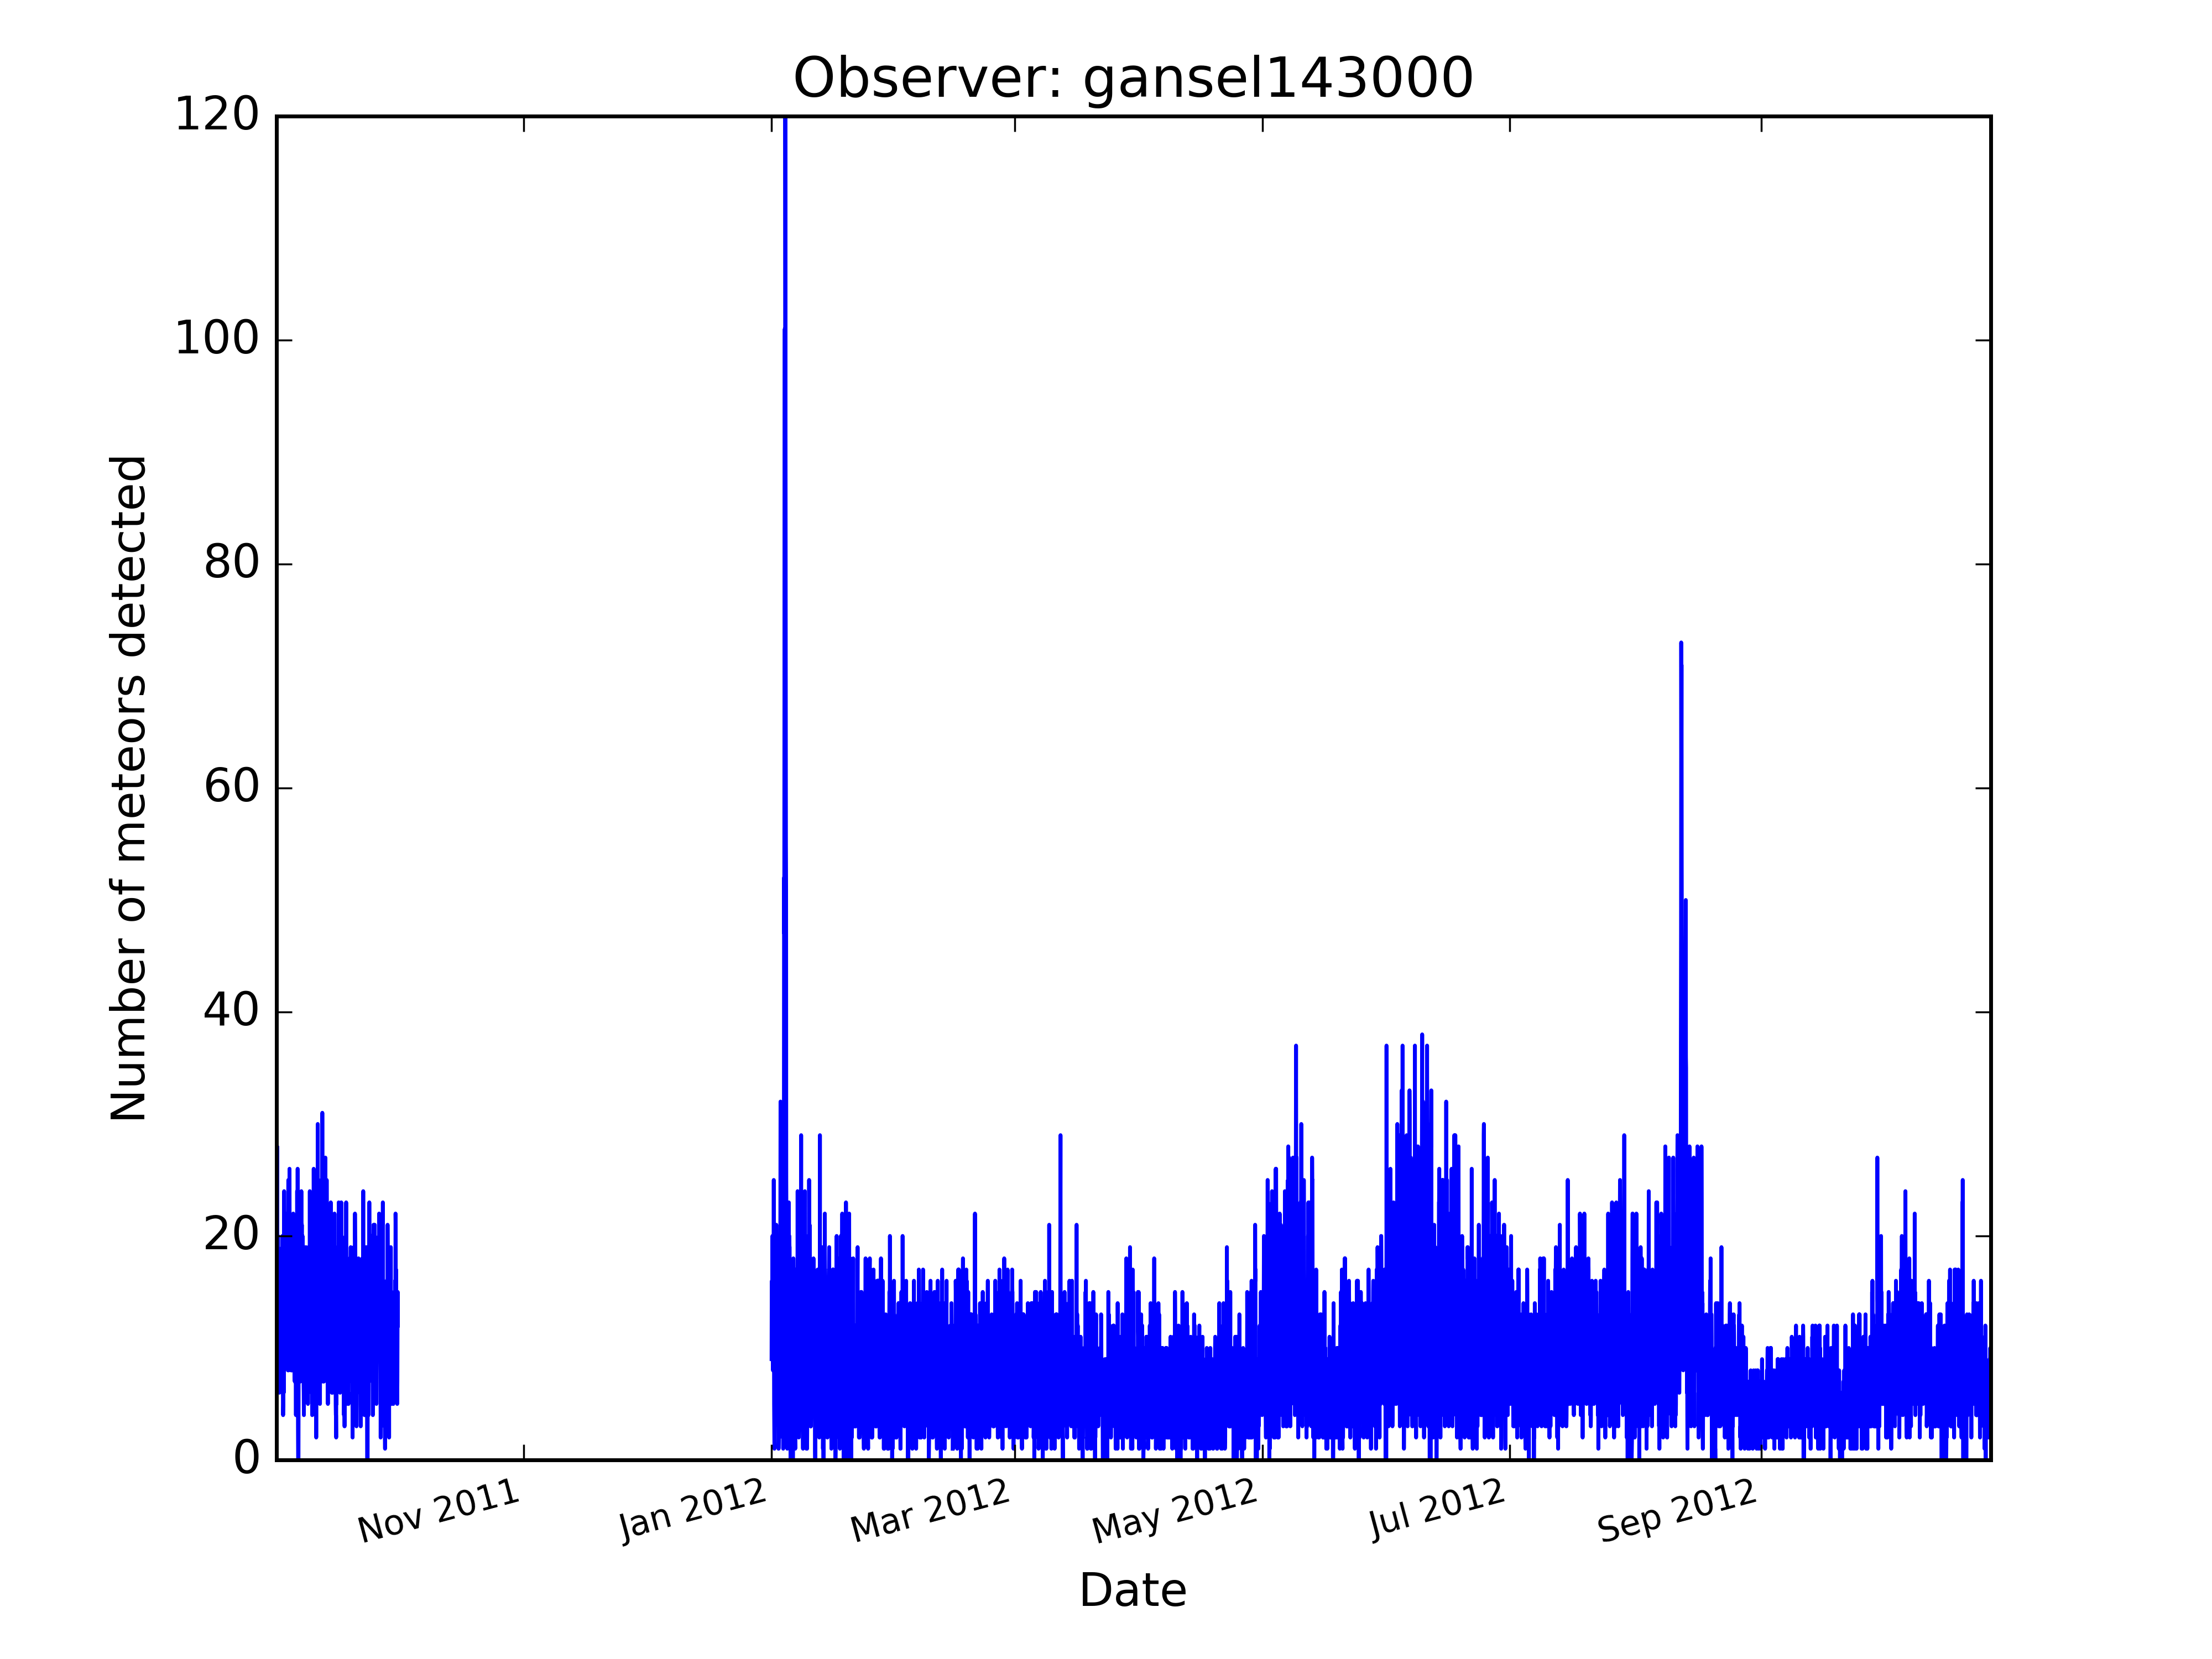 Observer: gansel143000
120
100
80
60
40
20
0
Number of meteors detected
Nov 2011
Jan 2012
Mar 2012
May 2012
Jul 2012
Sep 2012
Date